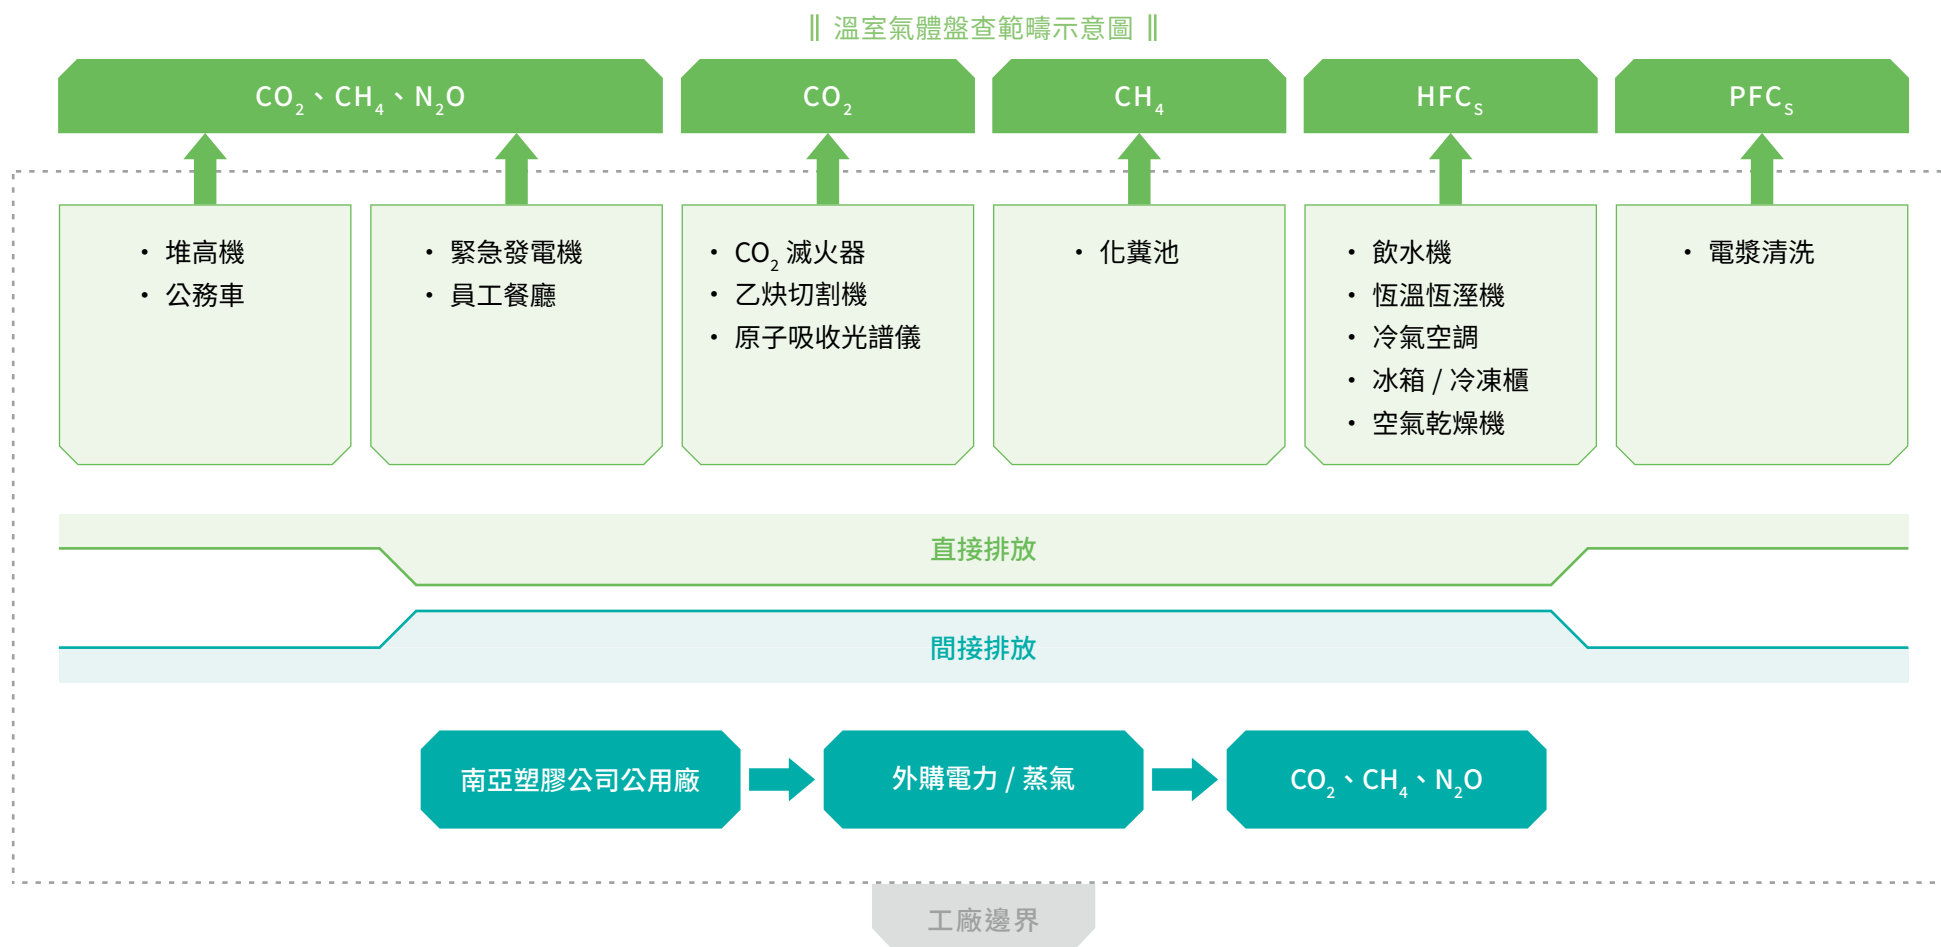 溫室氣體盤查範疇示意圖
CO₂、CH₄、N₂O
CO₂
CH₄
HFCₛ
PFCₛ
・ 堆高機
・ 公務車
・ 緊急發電機
・ 員工餐廳
・ CO₂ 滅火器
・ 乙炔切割機
・ 原子吸收光譜儀
・ 化糞池
・ 飲水機
・ 恆溫恆溼機
・ 冷氣空調
・ 冰箱 / 冷凍櫃
・ 空氣乾燥機
・ 電漿清洗
直接排放
間接排放
南亞塑膠公司公用廠
外購電力 / 蒸氣
CO₂、CH₄、N₂O
工廠邊界